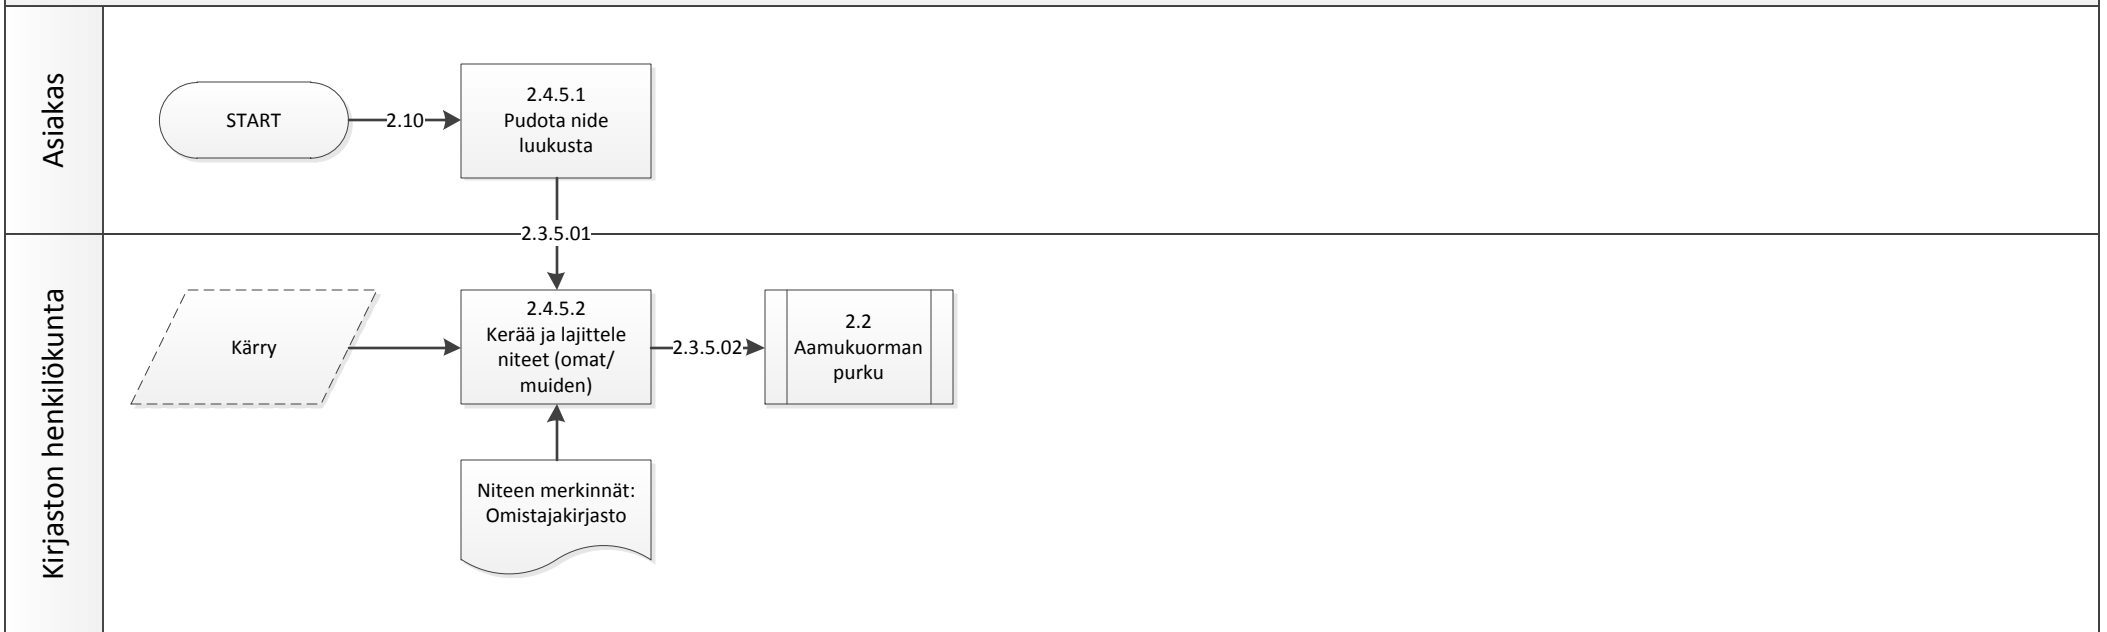 Asiakas
START
2.10
2.4.5.1
Pudota nide
luukusta
2.3.5.01
Kirjaston henkilökunta
Kärry
2.4.5.2
Kerää ja lajittele
niteet (omat/
muiden)
2.3.5.02
2.2
Aamukuorman
purku
Niteen merkinnät:
Omistajakirjasto